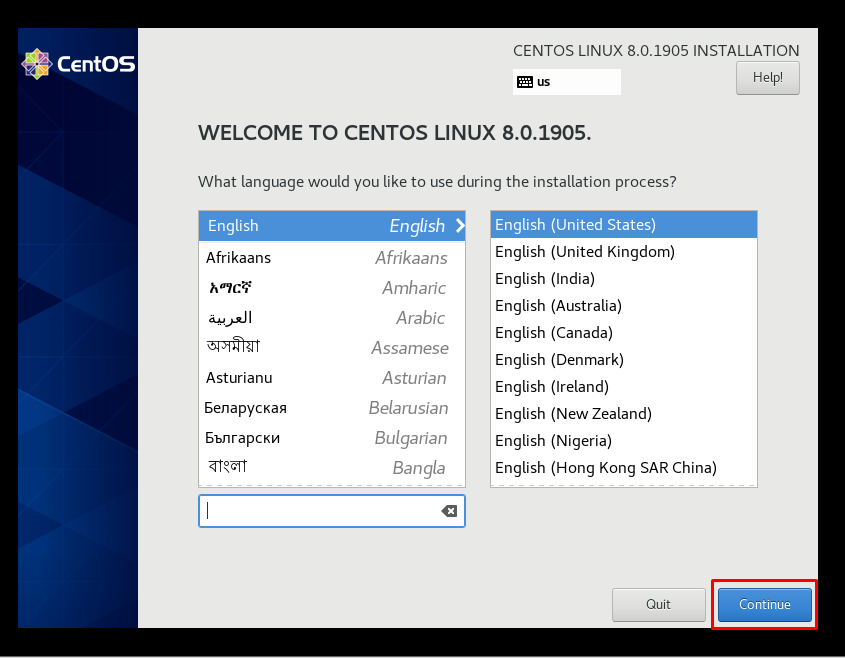 CentOS
CENTOS LINUX 8.0.1905 INSTALLATION
us
Help!
WELCOME TO CENTOS LINUX 8.0.1905.
What language would you like to use during the installation process?
English English
Afrikaans Afrikaans
አማርኛ Amharic
العربية Arabic
অসমীয়া Assamese
Asturianu Asturian
Беларуская Belarusian
Български Bulgarian
বাংলা Bangla
English (United States)
English (United Kingdom)
English (India)
English (Australia)
English (Canada)
English (Denmark)
English (Ireland)
English (New Zealand)
English (Nigeria)
English (Hong Kong SAR China)
Quit
Continue